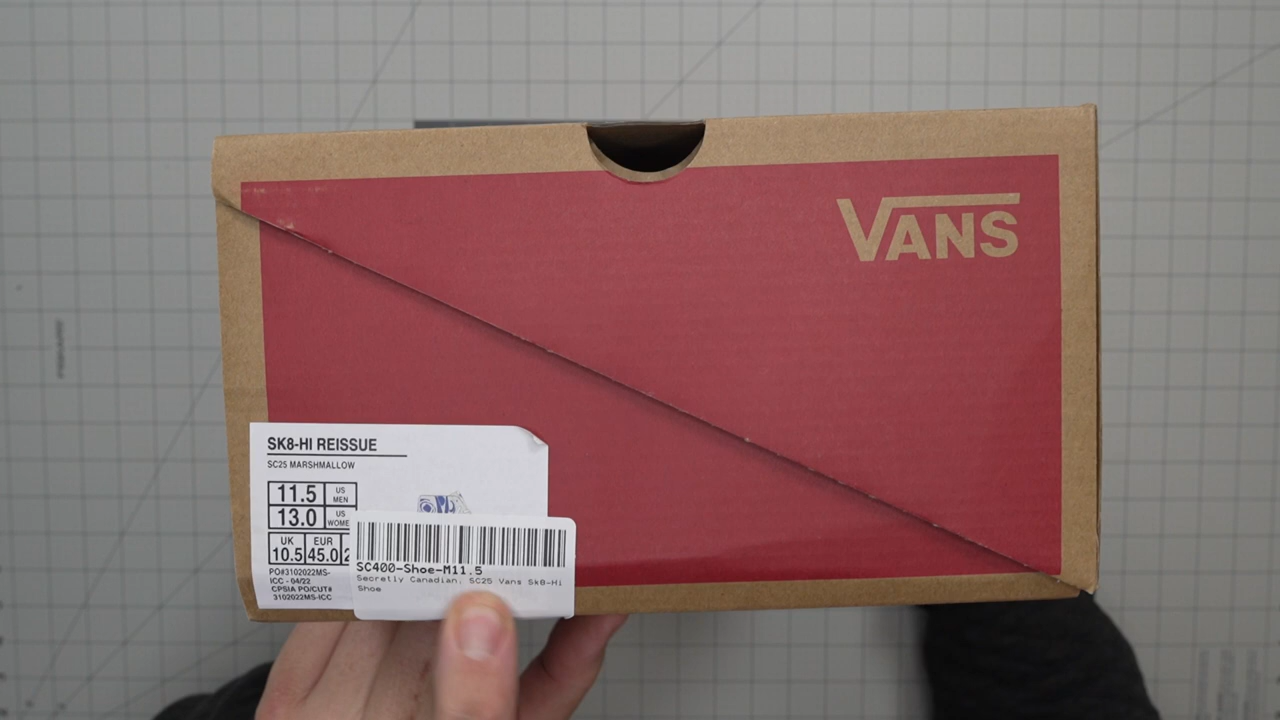 VANS
SK8-HI REISSUE
SC25 MARSHMALLOW
11.5 US MEN
13.0 US WOME
UK 10.5 EUR 45.0 2
PO#3102022MS-
ICC - 04/22
CPSIA PO/CUT#
3102022MS-ICC
SC400-Shoe-M11.5
Secretly Canadian. SC25 Vans Sk8-Hi
Shoe